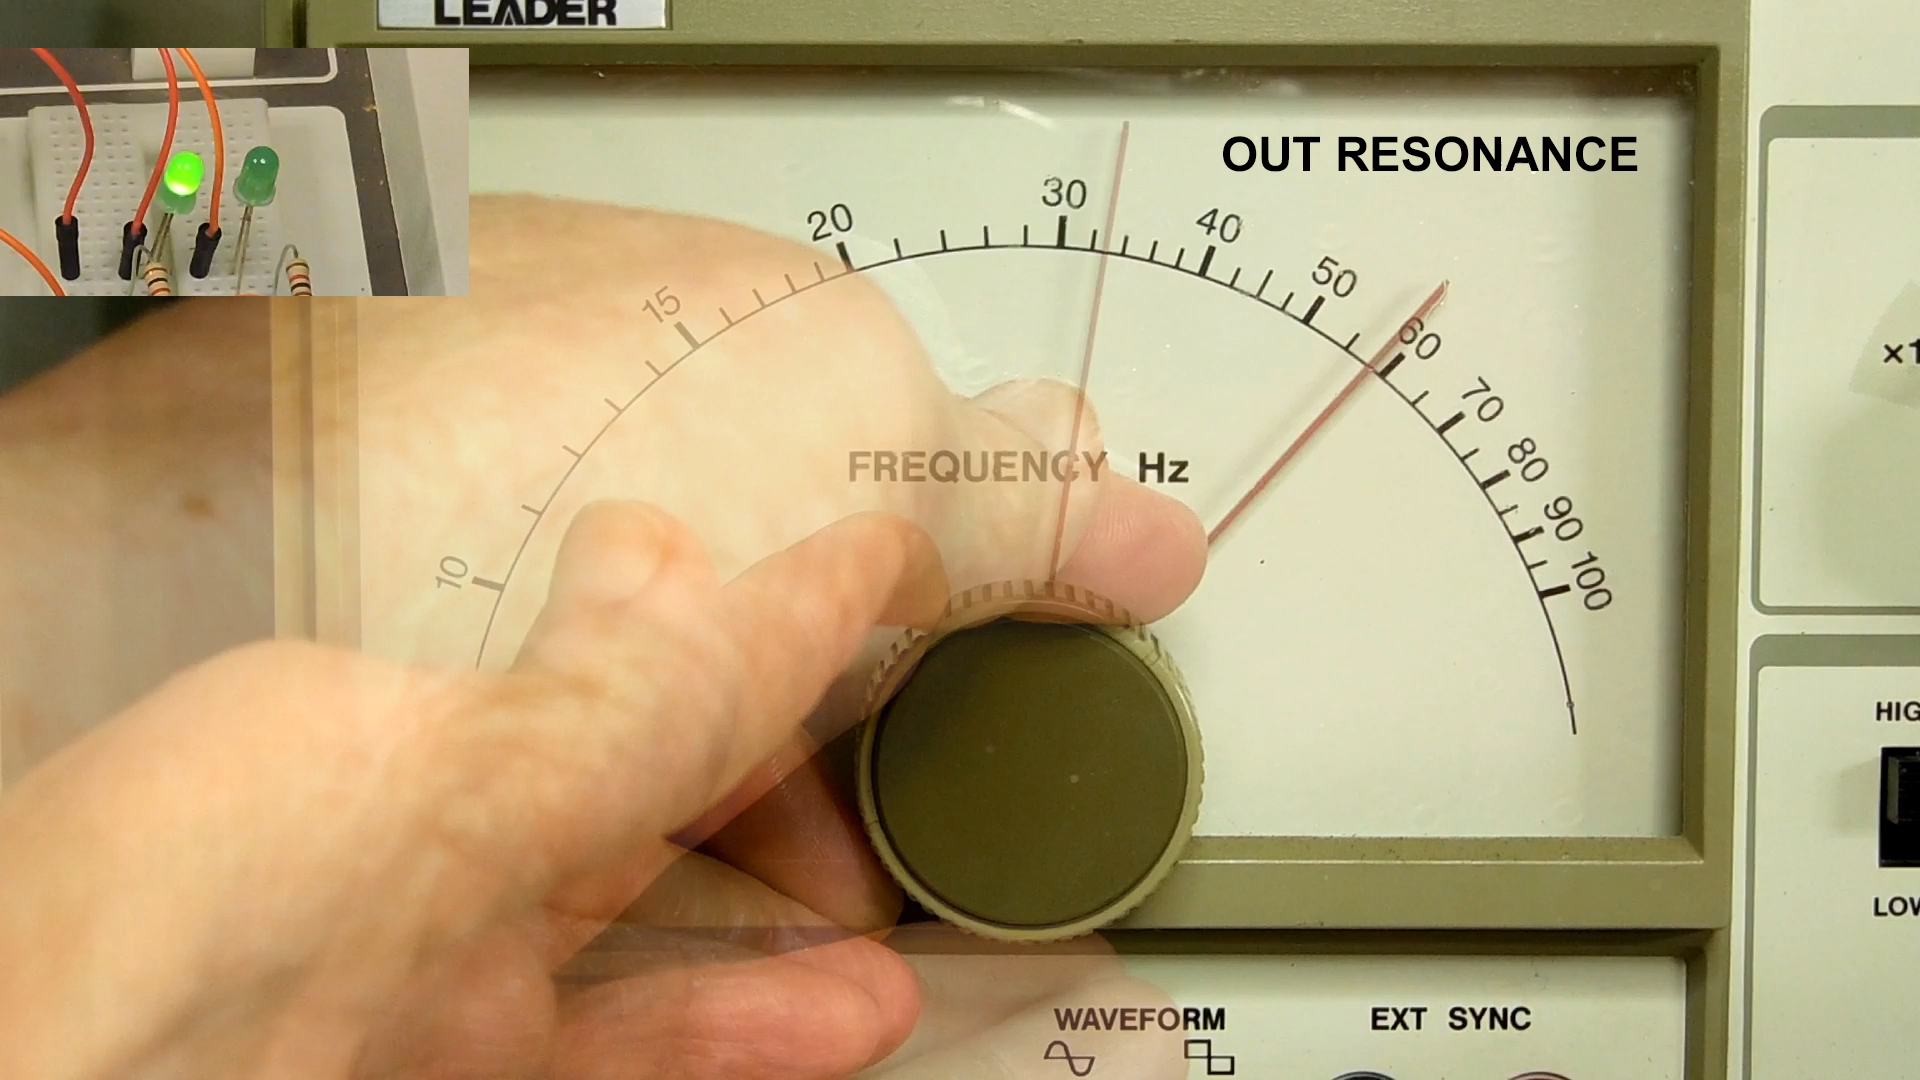 LEADER
OUT RESONANCE
10
15
20
30
40
50
60
70
80
90
100
FREQUENCY Hz
×1
HIG
LOW
WAVEFORM
EXT SYNC